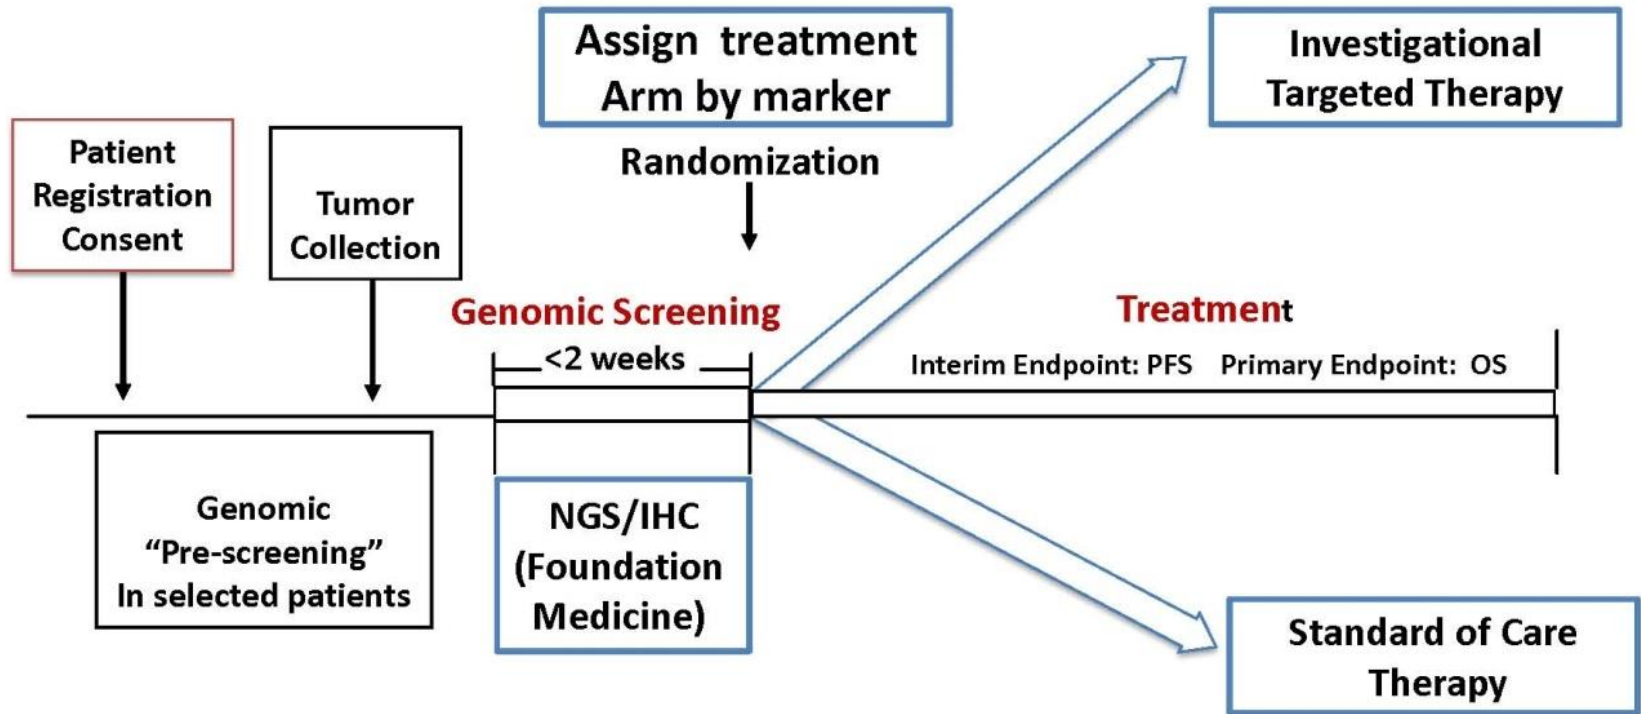 Assign treatment
Arm by marker
Investigational
Targeted Therapy
Patient
Registration
Consent
Tumor
Collection
Randomization
Genomic Screening
<2 weeks
Treatment
Interim Endpoint: PFS Primary Endpoint: OS
Genomic
“Pre-screening”
In selected patients
NGS/IHC
(Foundation
Medicine)
Standard of Care
Therapy